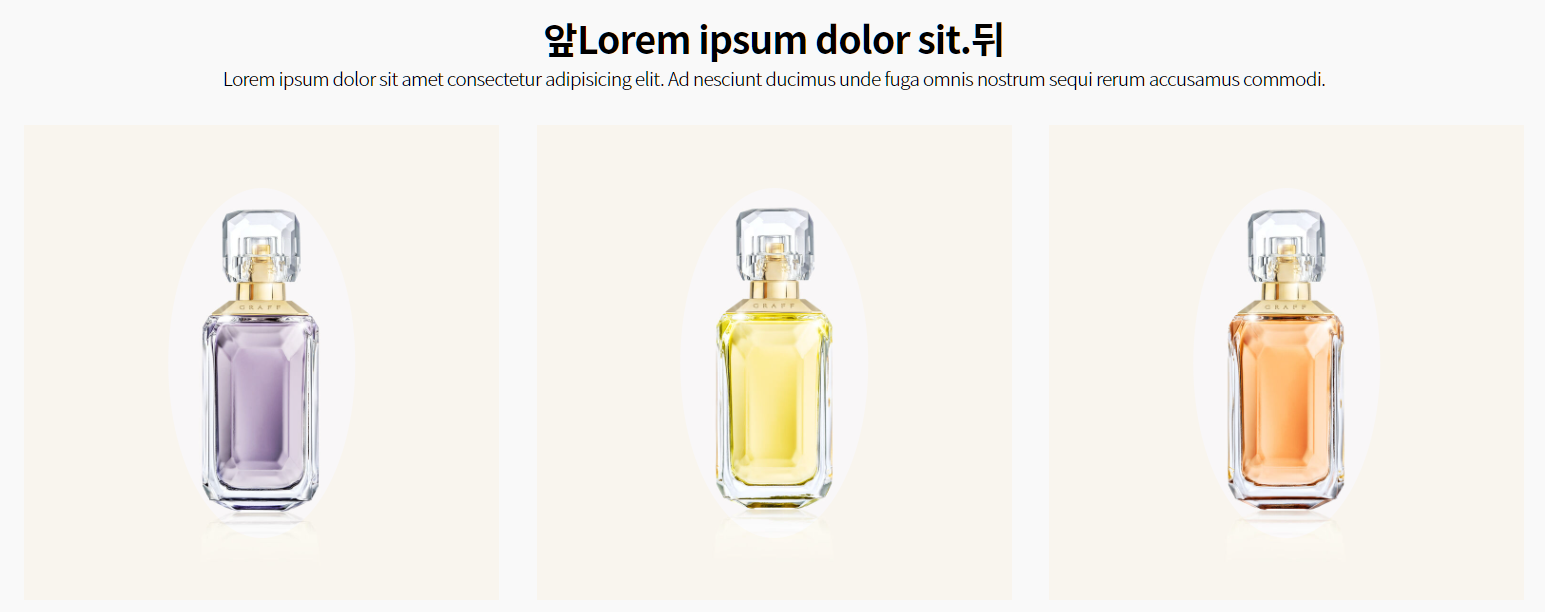 앞Lorem ipsum dolor sit.뒤
Lorem ipsum dolor sit amet consectetur adipisicing elit. Ad nesciunt ducimus unde fuga omnis nostrum sequi rerum accusamus commodi.
GRAFF
GRAFF
GRAFF